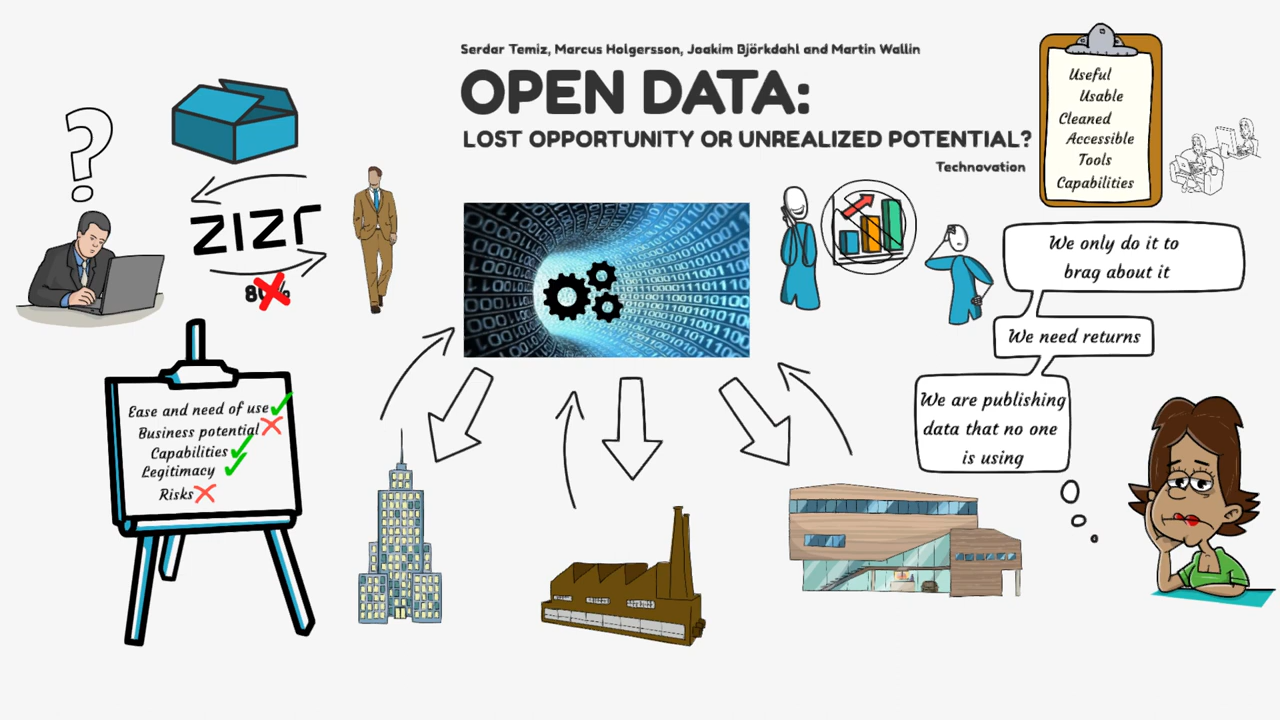 Serdar Temiz, Marcus Holgersson, Joakim Björkdahl and Martin Wallin
OPEN DATA:
LOST OPPORTUNITY OR UNREALIZED POTENTIAL?
Technovation
Useful
Usable
Cleaned
Accessible
Tools
Capabilities
?
We only do it to
brag about it
We need returns
We are publishing
data that no one
is using
Ease and need of use
Business potential
Capabilities
Legitimacy
Risks